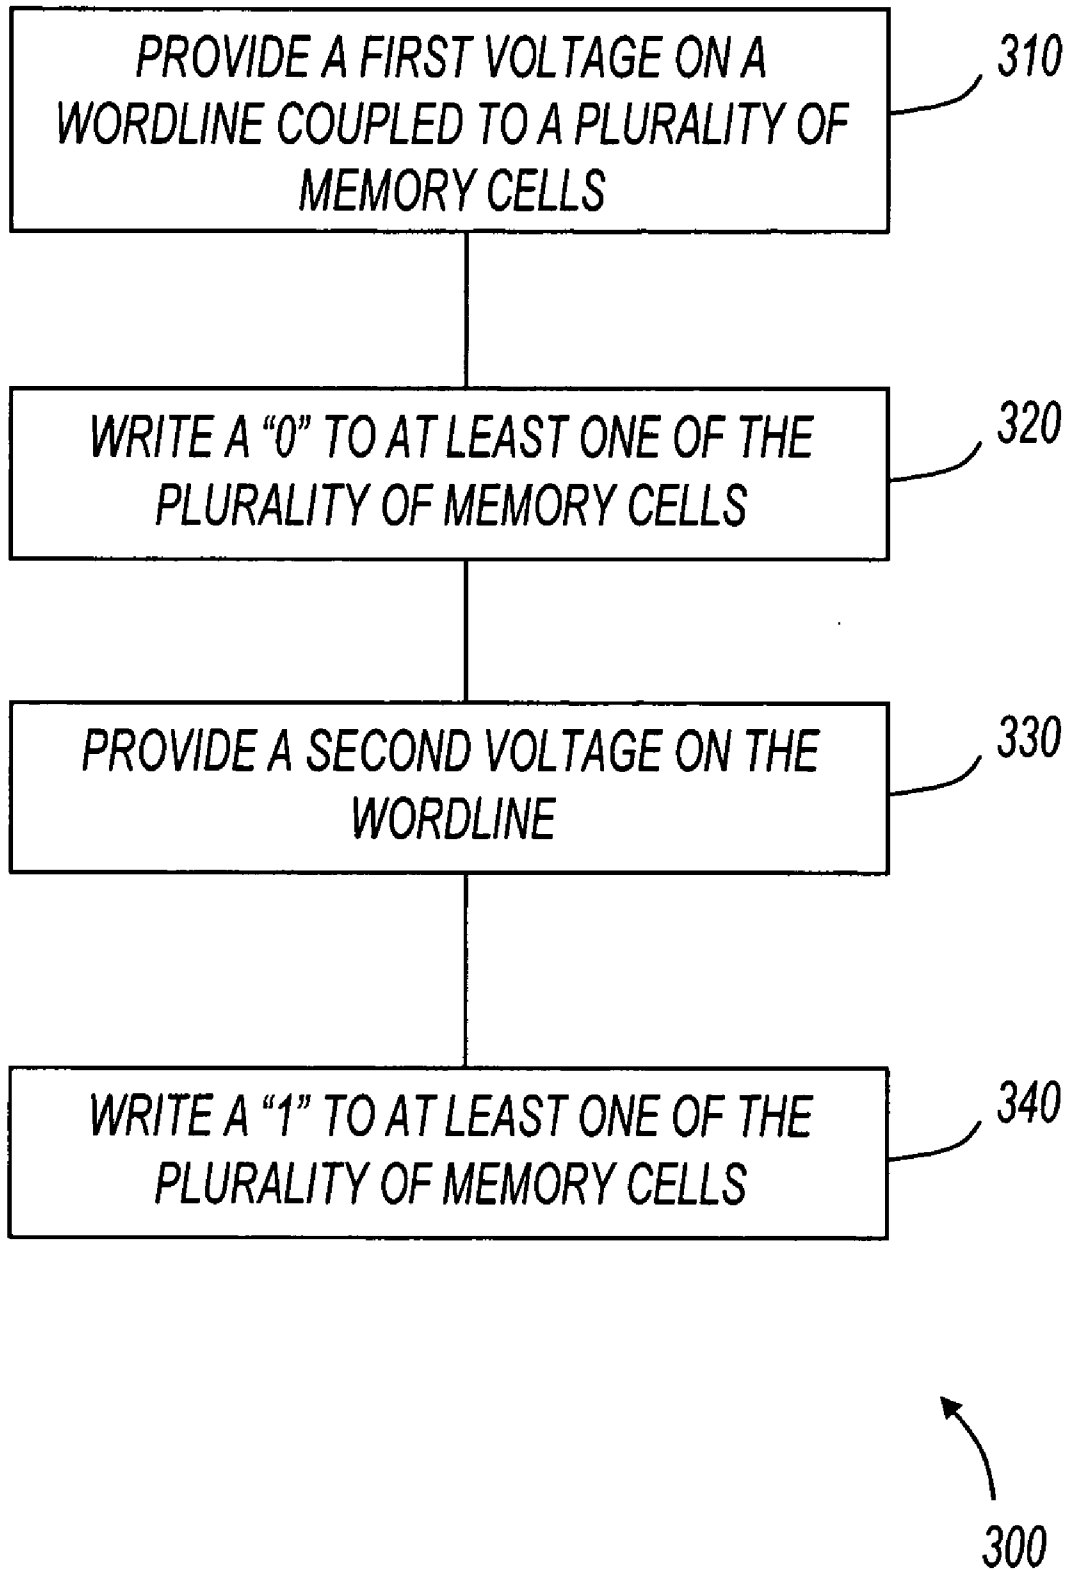 PROVIDE A FIRST VOLTAGE ON A
WORDLINE COUPLED TO A PLURALITY OF
MEMORY CELLS
310
WRITE A “0” TO AT LEAST ONE OF THE
PLURALITY OF MEMORY CELLS
320
PROVIDE A SECOND VOLTAGE ON THE
WORDLINE
330
WRITE A “1” TO AT LEAST ONE OF THE
PLURALITY OF MEMORY CELLS
340
300